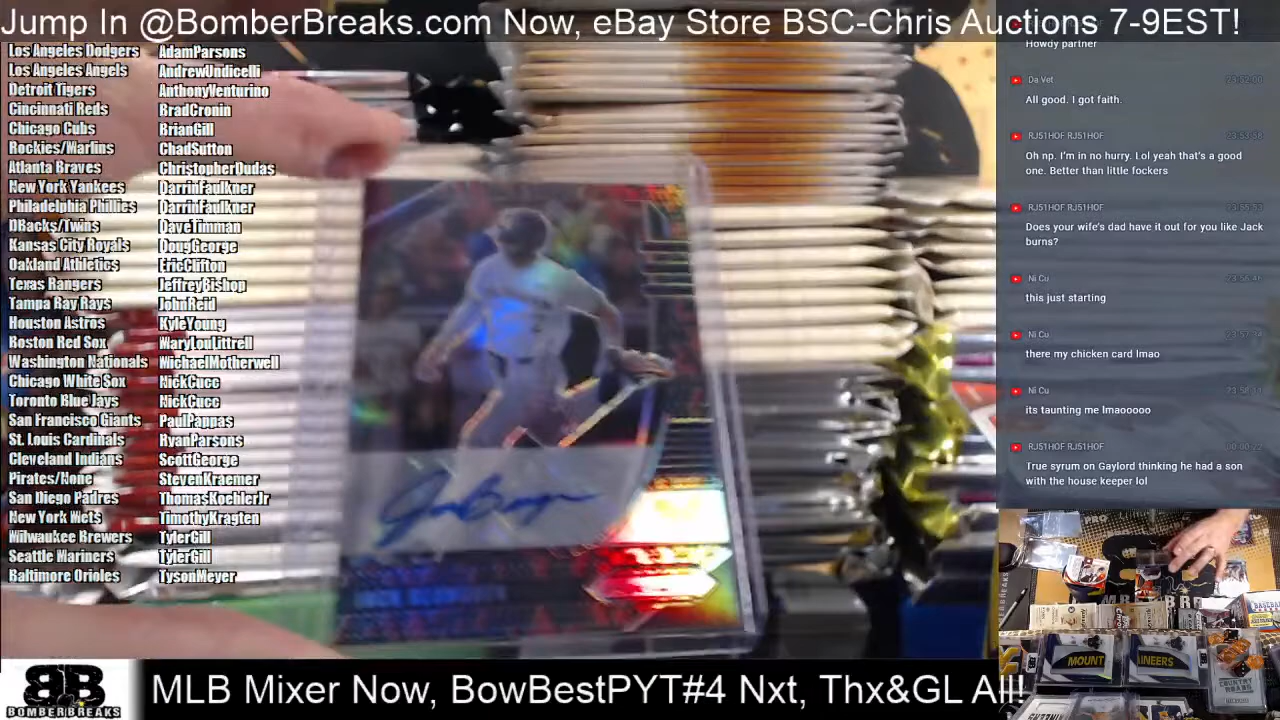 Jump In @BomberBreaks.com Now, eBay Store BSC-Chris Auctions 7-9EST!
Los Angeles Dodgers AdamParsons
Los Angeles Angels AndrewUndicelli
Detroit Tigers AnthonyVenturino
Cincinnati Reds BradCronin
Chicago Cubs BrianGill
Rockies/Marlins ChadSutton
Atlanta Braves ChristopherDudas
New York Yankees DarrinFaulkner
Philadelphia Phillies DarrinFaulkner
DBacks/Twins DaveTimman
Kansas City Royals DougGeorge
Oakland Athletics EricClifton
Texas Rangers JeffreyBishop
Tampa Ray Rays JohnReid
Houston Astros KyleYoung
Boston Red Sox MaryLouLittrell
Washington Nationals MichaelMotherwell
Chicago White Sox NickCucc
Toronto Blue Jays NickCucc
San Francisco Giants PaulPappas
St. Louis Cardinals RyanParsons
Cleveland Indians ScottGeorge
Pirates/None StevenKraemer
San Diego Padres ThomasKoehlerJr
New York Mets TimothyKragten
Milwaukee Brewers TylerGill
Seattle Mariners TylerGill
Baltimore Orioles TysonMeyer
Howdy partner
Da Vet
All good. I got faith.
RJ51HOF RJ51HOF
Oh np. I'm in no hurry. Lol yeah that's a good
one. Better than little fockers
RJ51HOF RJ51HOF
Does your wife's dad have it out for you like Jack
burns?
Ni Cu
this just starting
Ni Cu
there my chicken card lmao
Ni Cu
its taunting me lmaooooo
RJ51HOF RJ51HOF
True syrum on Gaylord thinking he had a son
with the house keeper lol
MOUNT
AINEERS
BB
BOMBERBREAKS
MLB Mixer Now, BowBestPYT#4 Nxt, Thx&GL All!